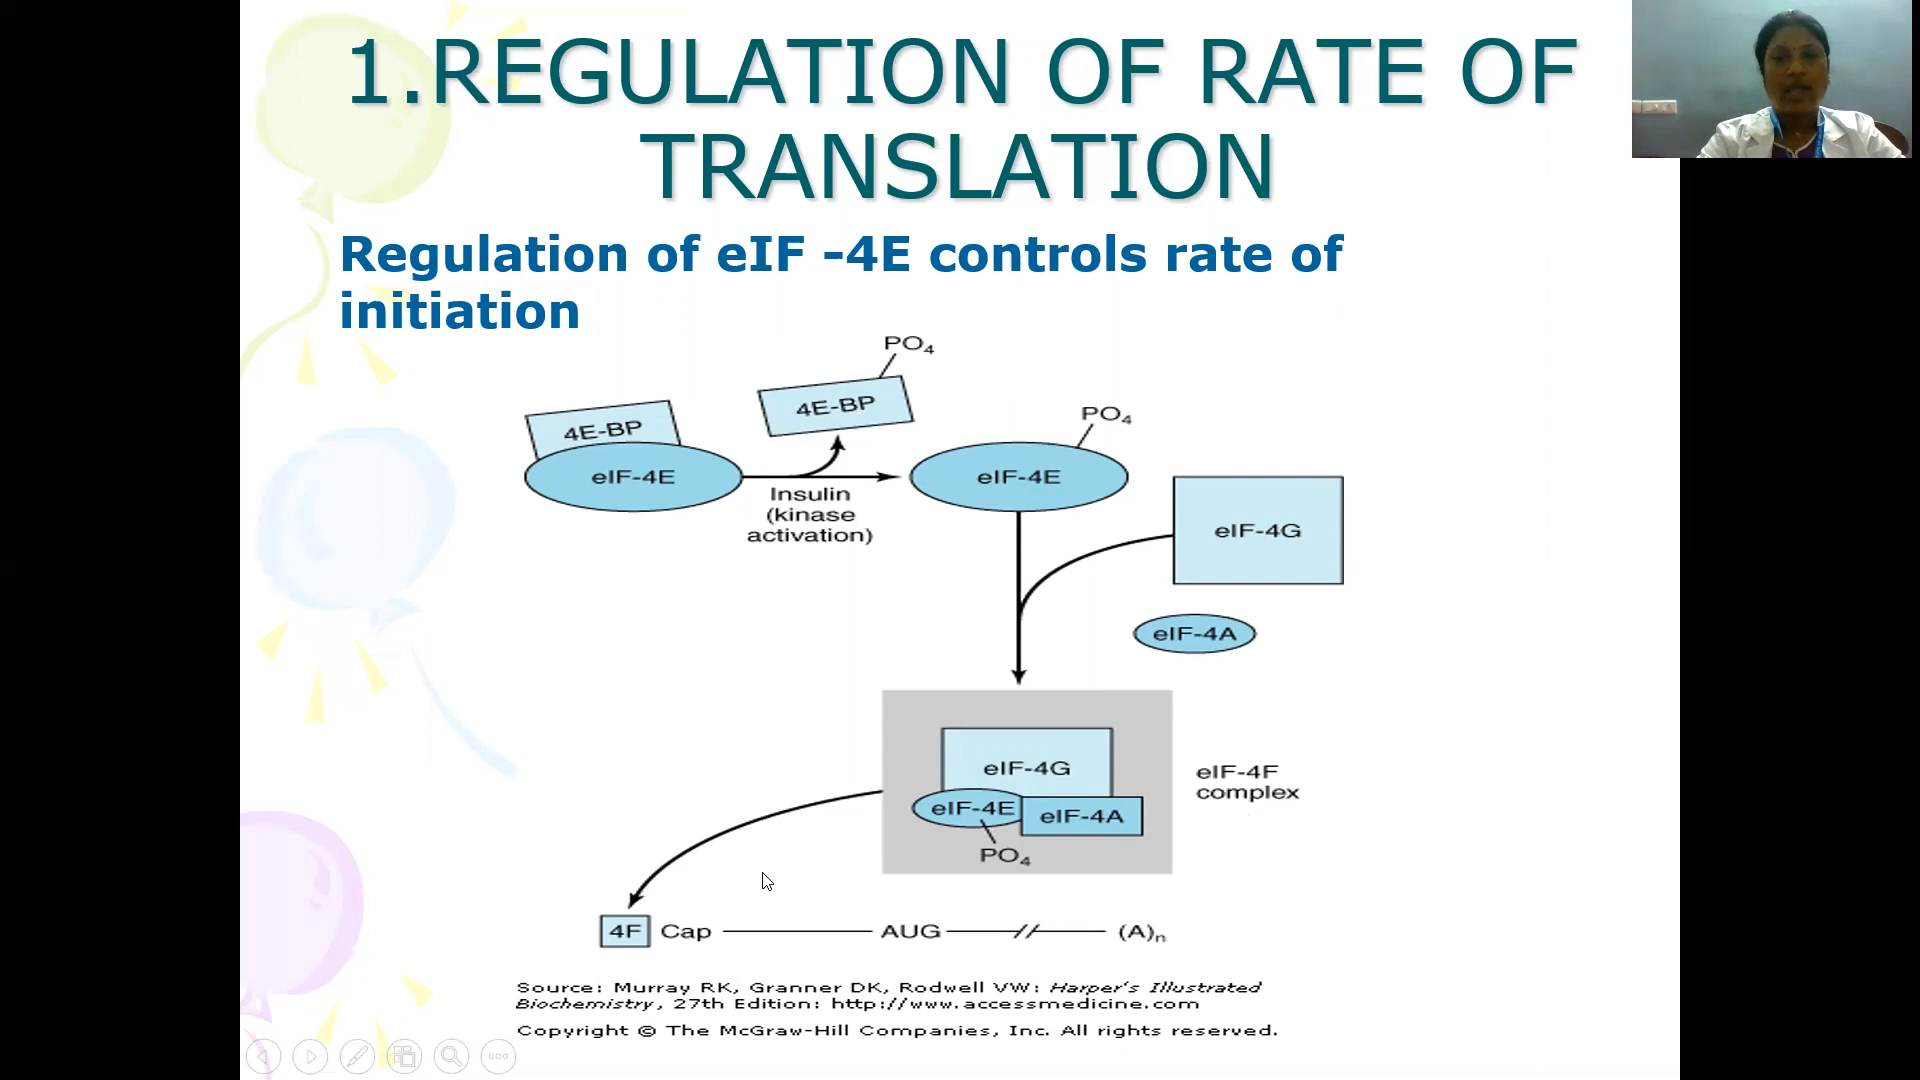 1.REGULATION OF RATE OF
TRANSLATION
Regulation of eIF -4E controls rate of
initiation
PO4
4E-BP
4E-BP
PO4
eIF-4E
eIF-4E
Insulin
(kinase
activation)
eIF-4G
eIF-4A
eIF-4G
eIF-4E
eIF-4A
PO4
eIF-4F
complex
4F Cap AUG (A)n
Source: Murray RK, Granner DK, Rodwell VW: Harper's Illustrated
Biochemistry, 27th Edition: http://www.accessmedicine.com
Copyright © The McGraw-Hill Companies, Inc. All rights reserved.